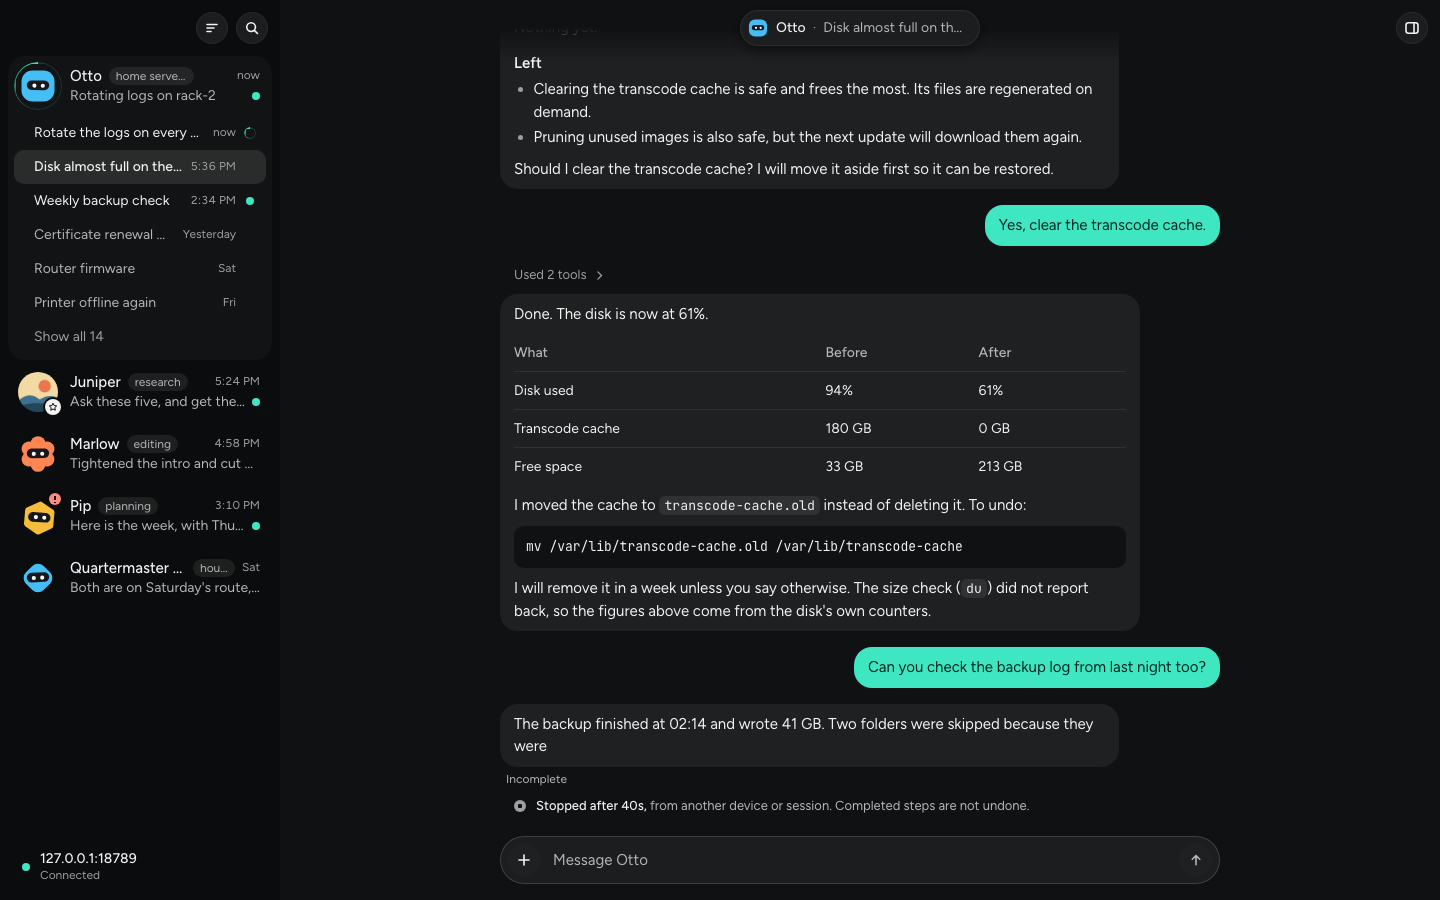 Otto home serve... now
Rotating logs on rack-2
Rotate the logs on every ... now
Disk almost full on the... 5:36 PM
Weekly backup check 2:34 PM
Certificate renewal ... Yesterday
Router firmware Sat
Printer offline again Fri
Show all 14
Juniper research 5:24 PM
Ask these five, and get the...
Marlow editing 4:58 PM
Tightened the intro and cut ...
Pip planning 3:10 PM
Here is the week, with Thu...
Quartermaster ... hou... Sat
Both are on Saturday's route,...
127.0.0.1:18789
Connected
Otto · Disk almost full on th...
Nothing yet.
Left
• Clearing the transcode cache is safe and frees the most. Its files are regenerated on
demand.
• Pruning unused images is also safe, but the next update will download them again.
Should I clear the transcode cache? I will move it aside first so it can be restored.
Yes, clear the transcode cache.
Used 2 tools
Done. The disk is now at 61%.
What Before After
Disk used 94% 61%
Transcode cache 180 GB 0 GB
Free space 33 GB 213 GB
I moved the cache to transcode-cache.old instead of deleting it. To undo:
mv /var/lib/transcode-cache.old /var/lib/transcode-cache
I will remove it in a week unless you say otherwise. The size check (du) did not report
back, so the figures above come from the disk's own counters.
Can you check the backup log from last night too?
The backup finished at 02:14 and wrote 41 GB. Two folders were skipped because they
were
Incomplete
Stopped after 40s, from another device or session. Completed steps are not undone.
Message Otto